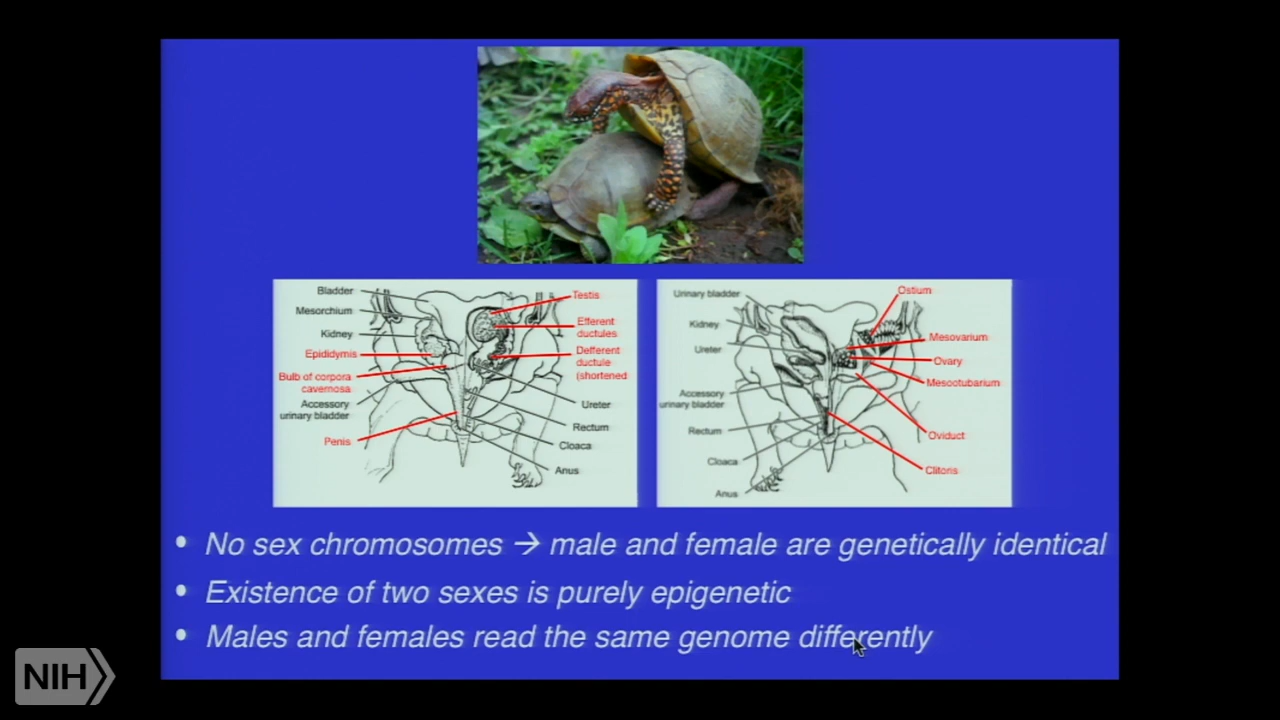 Bladder
Mesorchium
Kidney
Epididymis
Bulb of corpora
cavernosa
Accessory
urinary bladder
Penis
Testis
Efferent
ductules
Defferent
ductule
(shortened
Ureter
Rectum
Cloaca
Anus
Urinary bladder
Kidney
Ureter
Accessory
urinary bladder
Rectum
Cloaca
Anus
Ostium
Mesovarium
Ovary
Mesotubarium
Oviduct
Clitoris
• No sex chromosomes → male and female are genetically identical
• Existence of two sexes is purely epigenetic
• Males and females read the same genome differently
NIH